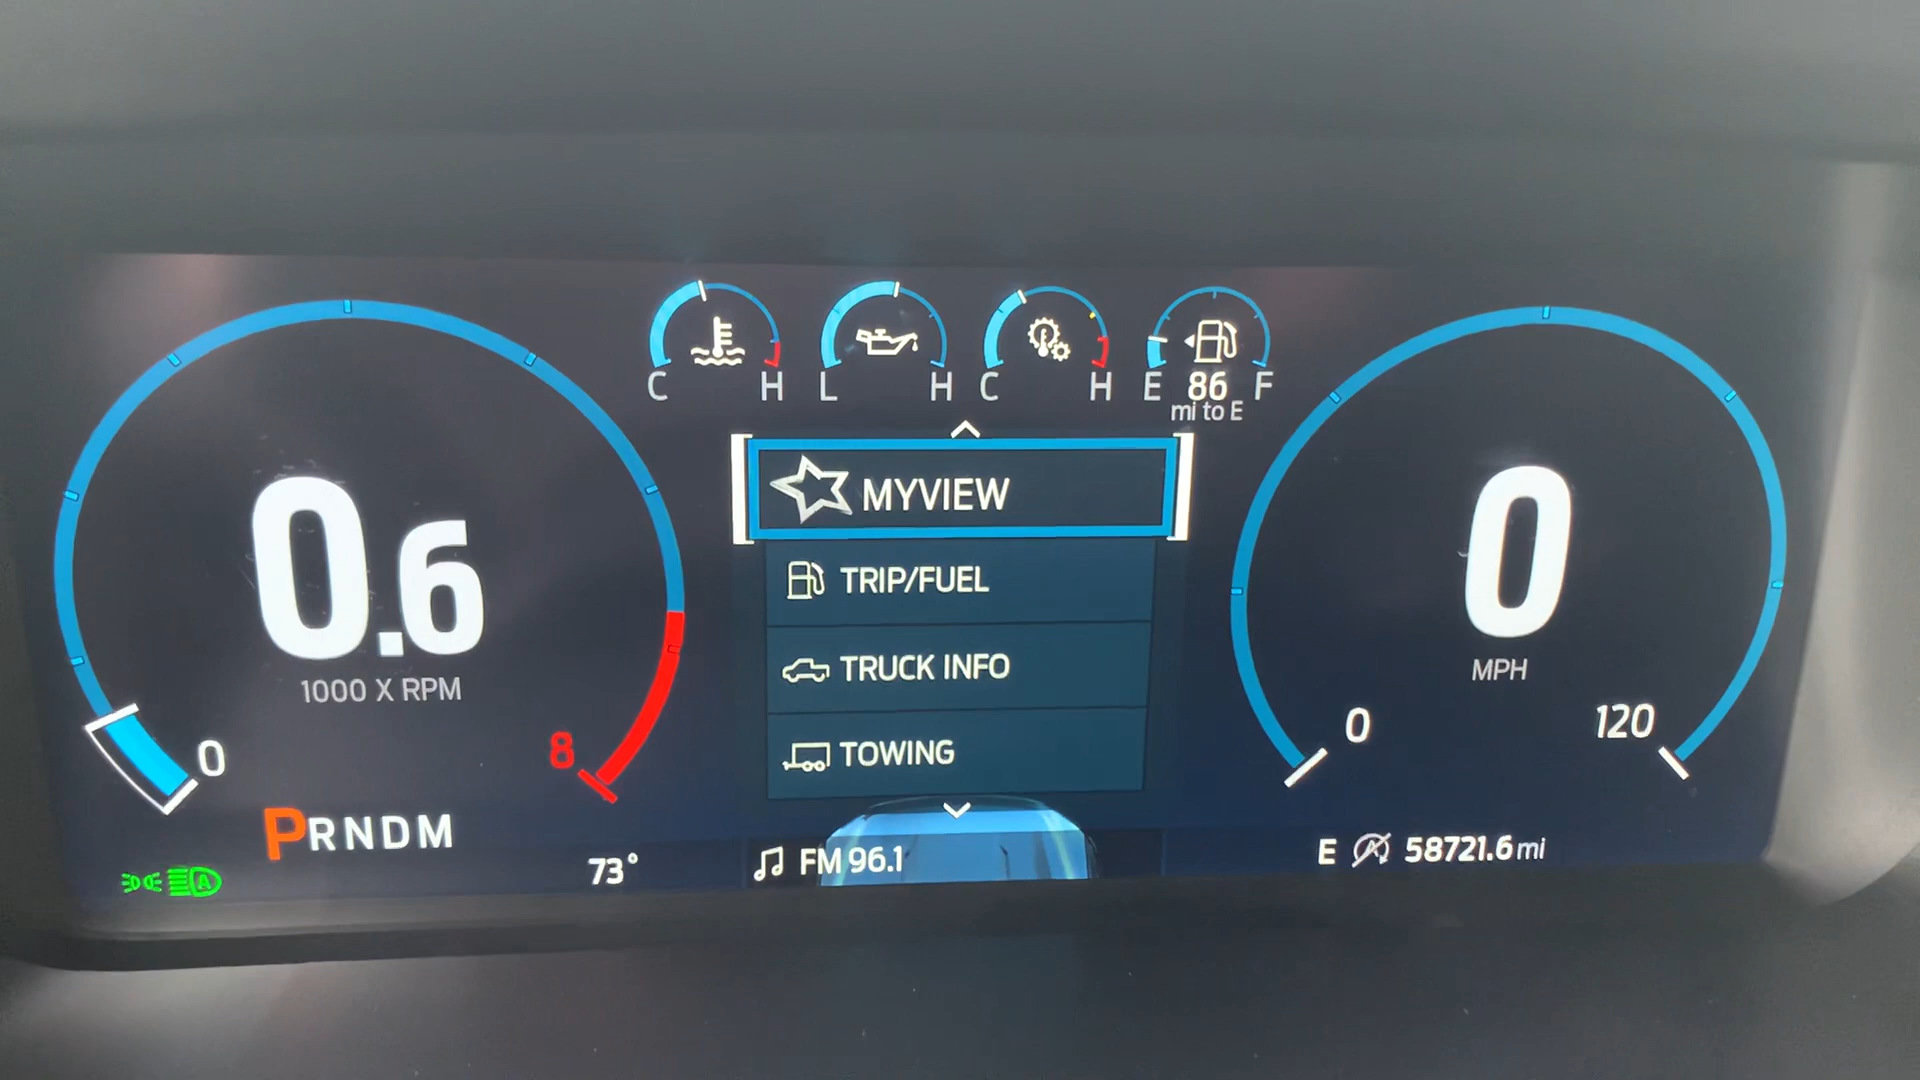 C H L H C H E 86 F
mi to E
MYVIEW
TRIP/FUEL
TRUCK INFO
TOWING
0.6
1000 X RPM
0
8
0
MPH
0
120
PRNDM
A
73°
FM 96.1
E A 58721.6 mi